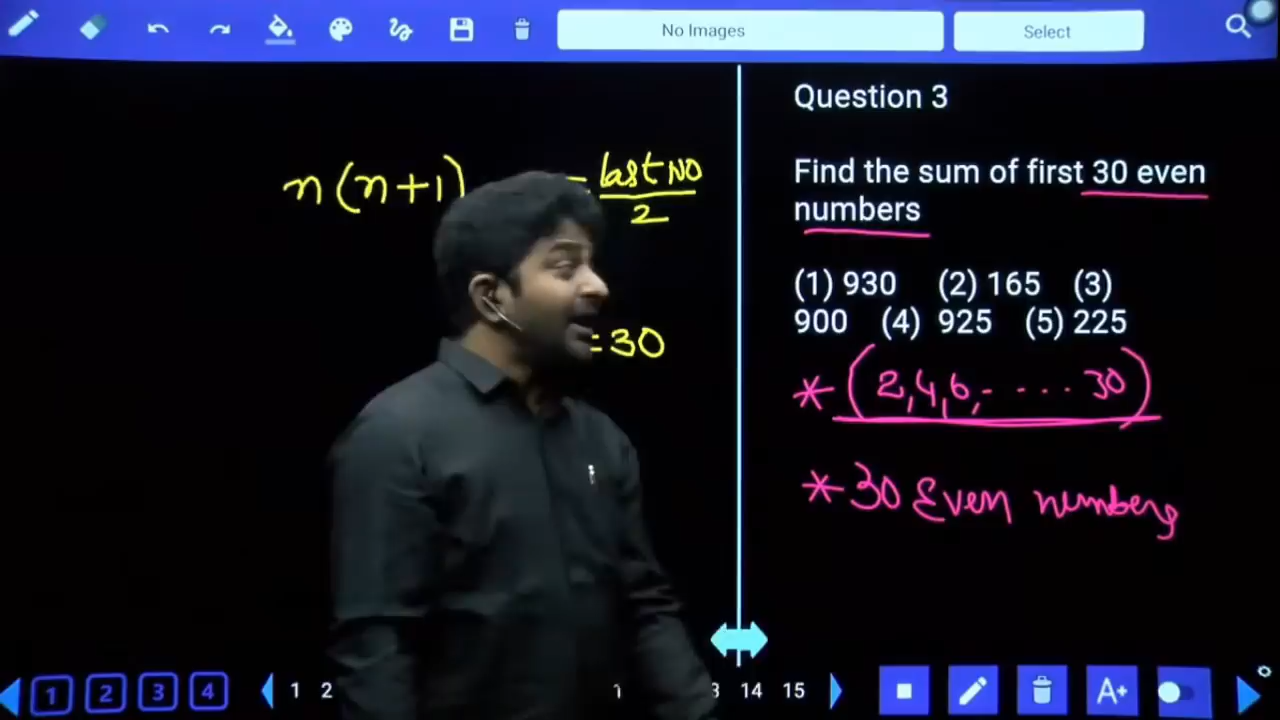 No Images
Select
Question 3
n(n+1)
= last NO
2
Find the sum of first 30 even
numbers
(1) 930 (2) 165 (3)
900 (4) 925 (5) 225
= 30
* (2,4,6,- - - .. 30)
* 30 Even numbers
1 2 3 4
1 2
14 15
A+